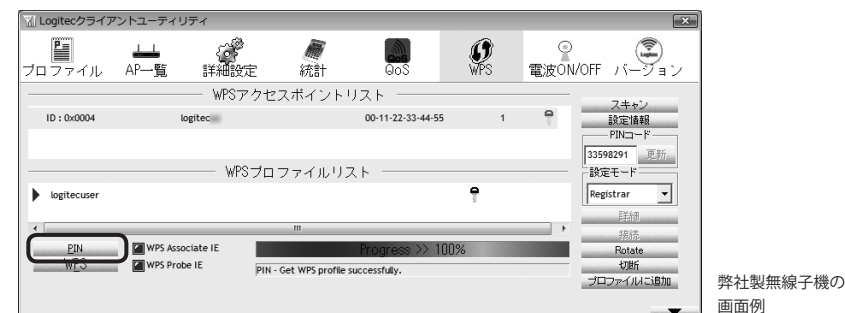 Logitecクライアントユーティリティ
プロファイル AP一覧 詳細設定 統計 QoS WPS 電波ON/OFF バージョン
WPSアクセスポイントリスト
ID : 0x0004 logitec 00-11-22-33-44-55 1
WPSプロファイルリスト
logitecuser
スキャン
設定情報
PINコード
33598291 更新
設定モード
Registrar
詳細
接続
Rotate
切断
プロファイルに追加
PIN WPS Associate IE Progress >> 100%
WPS WPS Probe IE PIN - Get WPS profile successfully.
弊社製無線子機の
画面例